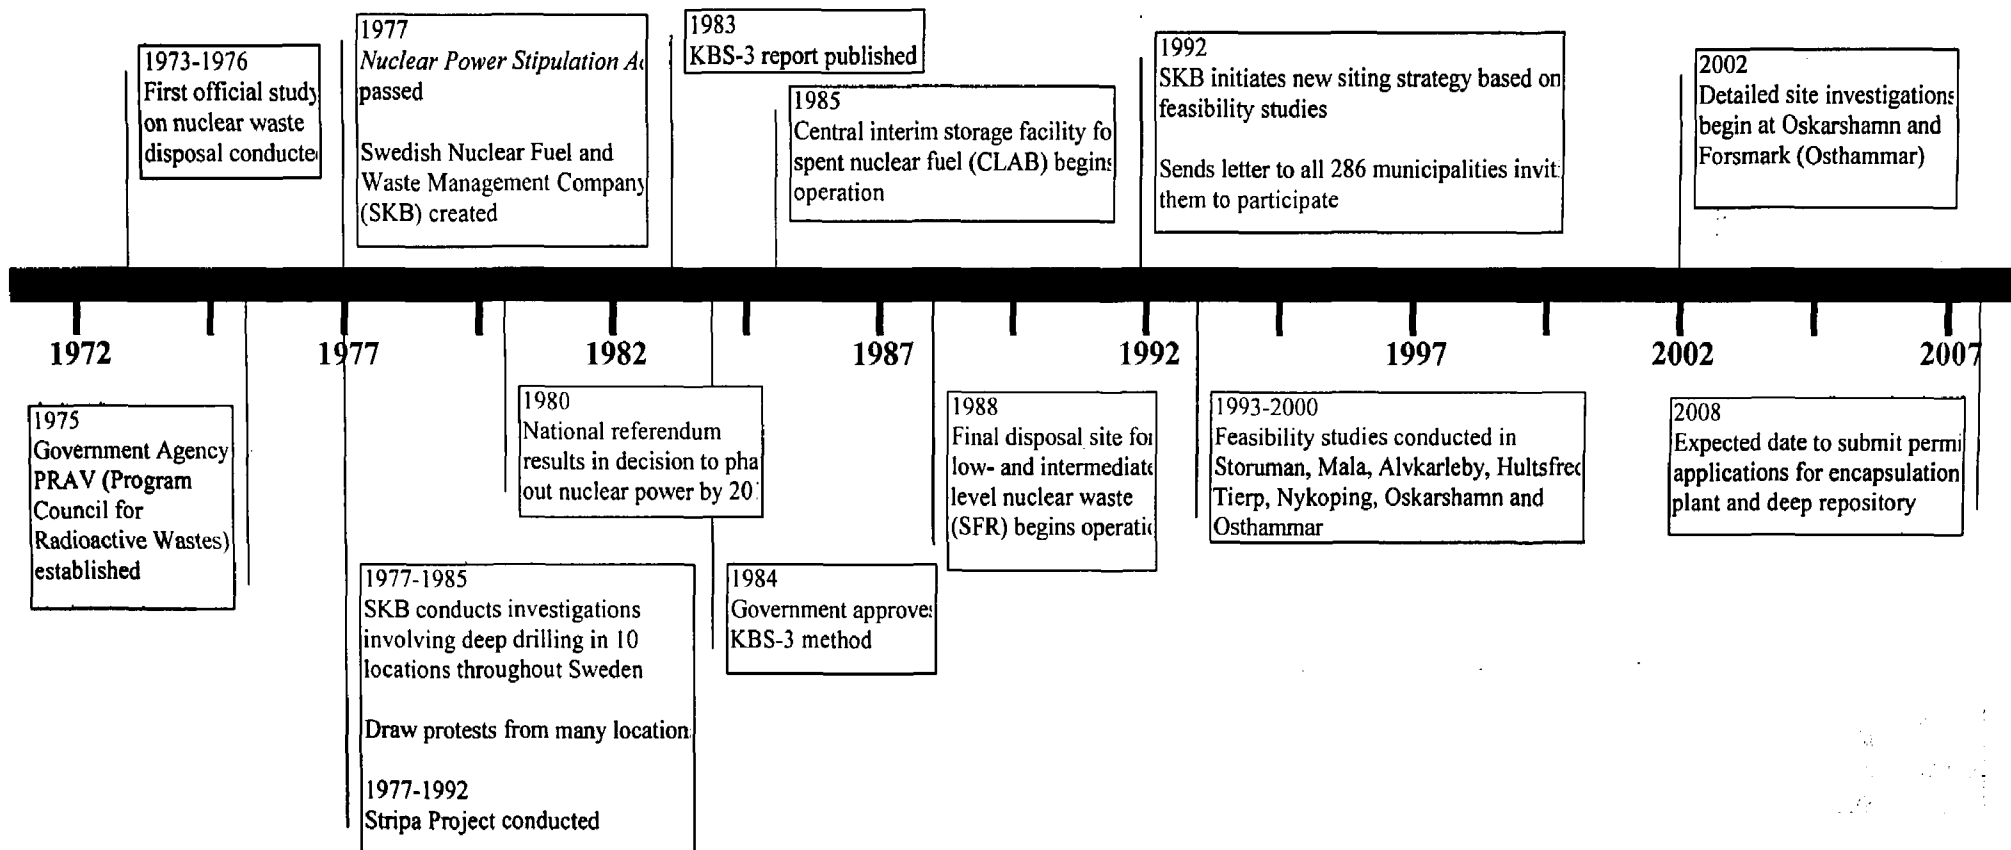 1973-1976
First official study
on nuclear waste
disposal conducte
1977
Nuclear Power Stipulation A
passed
Swedish Nuclear Fuel and
Waste Management Company
(SKB) created
1983
KBS-3 report published
1985
Central interim storage facility fo
spent nuclear fuel (CLAB) begins
operation
1992
SKB initiates new siting strategy based on
feasibility studies
Sends letter to all 286 municipalities invit
them to participate
2002
Detailed site investigations
begin at Oskarshamn and
Forsmark (Osthammar)
1972 1977 1982 1987 1992 1997 2002 2007
1975
Government Agency
PRAV (Program
Council for
Radioactive Wastes)
established
1980
National referendum
results in decision to pha
out nuclear power by 20
1988
Final disposal site for
low- and intermediate
level nuclear waste
(SFR) begins operatio
1993-2000
Feasibility studies conducted in
Storuman, Mala, Alvkarleby, Hultsfred
Tierp, Nykoping, Oskarshamn and
Osthammar
2008
Expected date to submit permi
applications for encapsulation
plant and deep repository
1977-1985
SKB conducts investigations
involving deep drilling in 10
locations throughout Sweden
Draw protests from many location
1977-1992
Stripa Project conducted
1984
Government approves
KBS-3 method